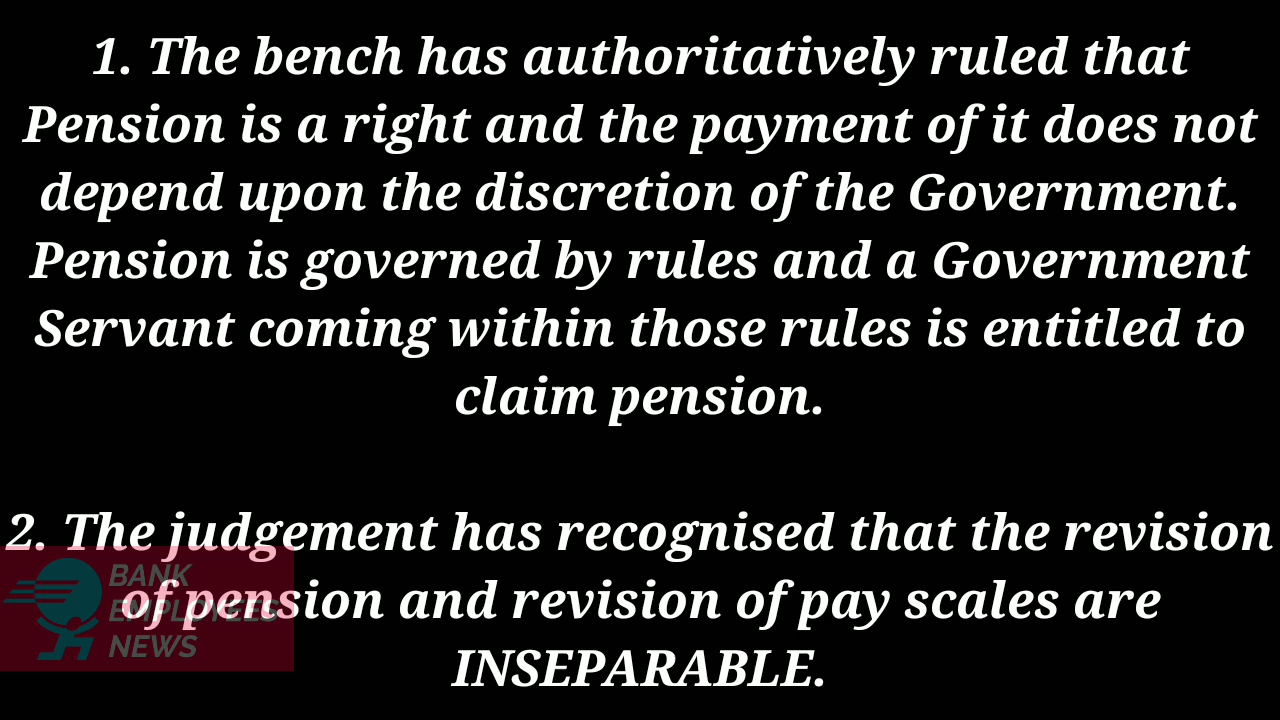 1. The bench has authoritatively ruled that
Pension is a right and the payment of it does not
depend upon the discretion of the Government.
Pension is governed by rules and a Government
Servant coming within those rules is entitled to
claim pension.
2. The judgement has recognised that the revision
of pension and revision of pay scales are
INSEPARABLE.
BANK
EMPLOYEES
NEWS